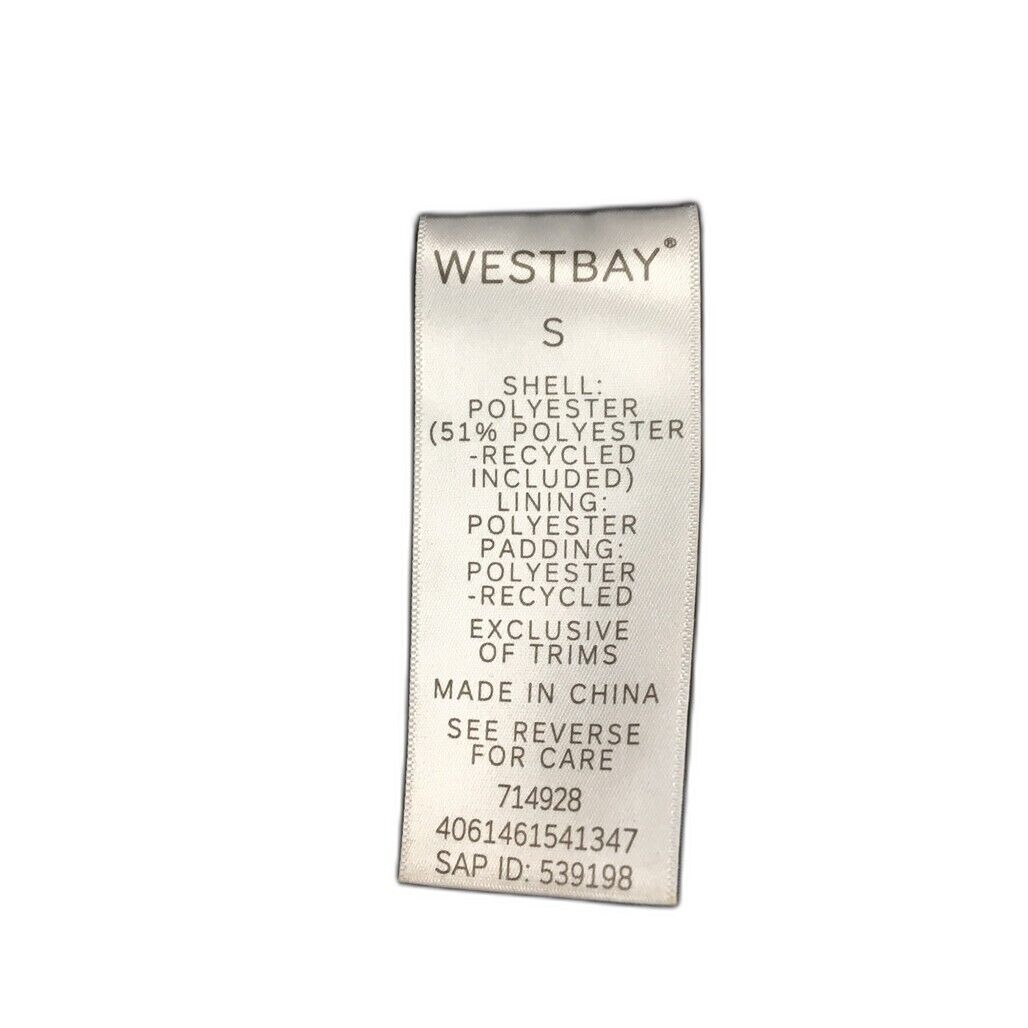 WESTBAY®
S
SHELL:
POLYESTER
(51% POLYESTER
-RECYCLED
INCLUDED)
LINING:
POLYESTER
PADDING:
POLYESTER
-RECYCLED
EXCLUSIVE
OF TRIMS
MADE IN CHINA
SEE REVERSE
FOR CARE
714928
4061461541347
SAP ID: 539198